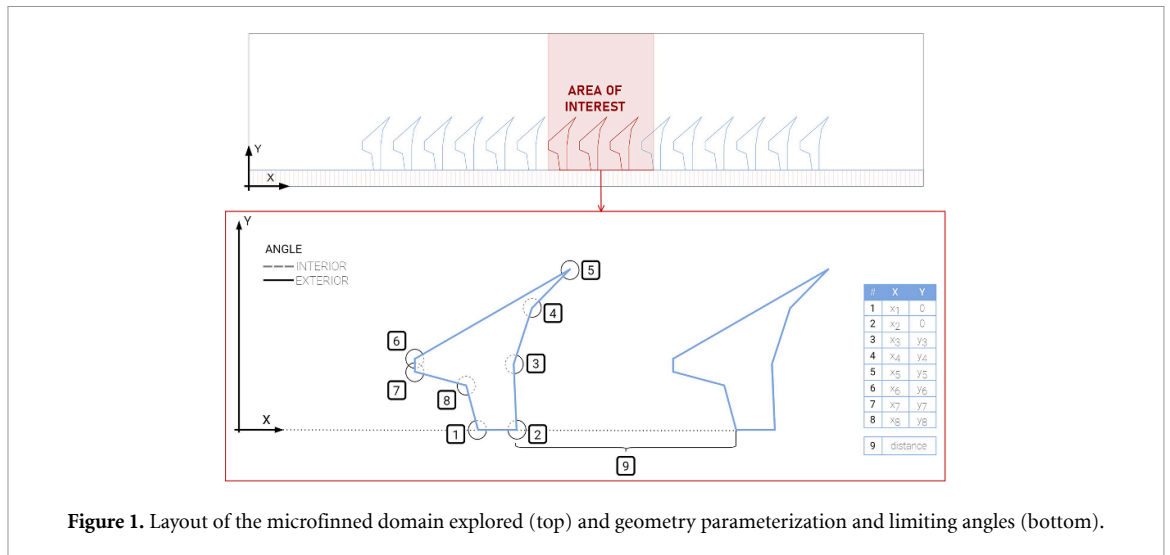 AREA OF
INTEREST
Y
X
Y
ANGLE
INTERIOR
EXTERIOR
5
4
6
3
7
8
X
1
2
9
# X Y
1 x1 0
2 x2 0
3 x3 y3
4 x4 y4
5 x5 y5
6 x6 y6
7 x7 y7
8 x8 y8
9 distance
Figure 1. Layout of the microfinned domain explored (top) and geometry parameterization and limiting angles (bottom).